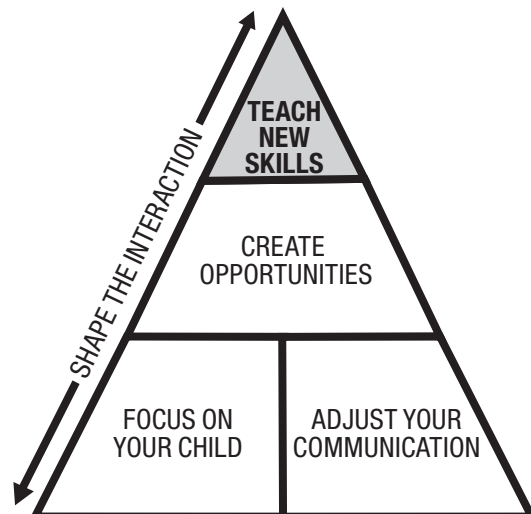 TEACH
NEW
SKILLS
SHAPE THE INTERACTION
CREATE
OPPORTUNITIES
FOCUS ON
YOUR CHILD
ADJUST YOUR
COMMUNICATION